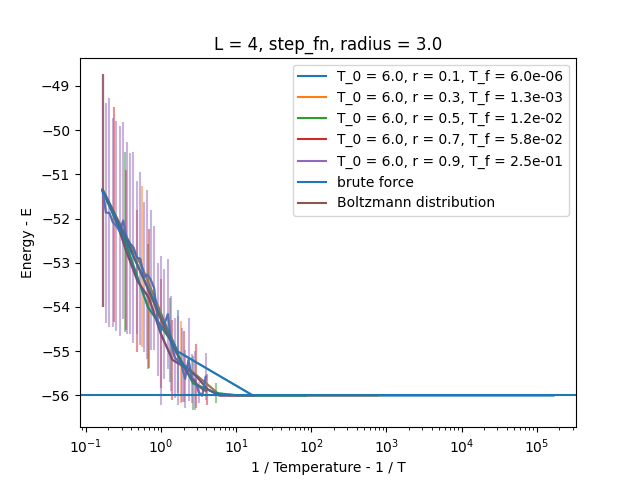 L = 4, step_fn, radius = 3.0
T_0 = 6.0, r = 0.1, T_f = 6.0e-06
T_0 = 6.0, r = 0.3, T_f = 1.3e-03
T_0 = 6.0, r = 0.5, T_f = 1.2e-02
T_0 = 6.0, r = 0.7, T_f = 5.8e-02
T_0 = 6.0, r = 0.9, T_f = 2.5e-01
brute force
Boltzmann distribution
Energy - E
−49
−50
−51
−52
−53
−54
−55
−56
10⁻¹ 10⁰ 10¹ 10² 10³ 10⁴ 10⁵
1 / Temperature - 1 / T